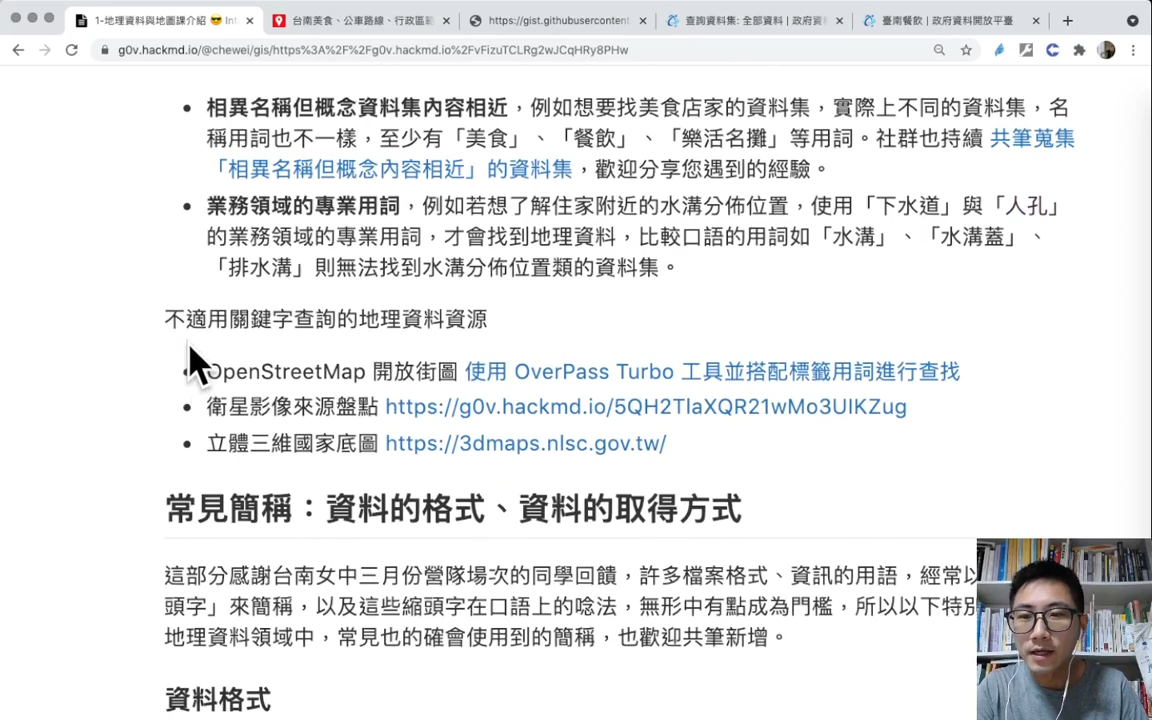 1-地理資料與地圖課介紹 😎 Int
台南美食、公車路線、行政區範
https://gist.githubusercontent
查詢資料集: 全部資料 | 政府資
臺南餐飲 | 政府資料開放平臺
g0v.hackmd.io/@chewei/gis/https%3A%2F%2Fg0v.hackmd.io%2FvFizuTCLRg2wJCqHRy8PHw
相異名稱但概念資料集內容相近，例如想要找美食店家的資料集，實際上不同的資料集，名
稱用詞也不一樣，至少有「美食」、「餐飲」、「樂活名攤」等用詞。社群也持續 共筆蒐集
「相異名稱但概念內容相近」的資料集，歡迎分享您遇到的經驗。
業務領域的專業用詞，例如若想了解住家附近的水溝分佈位置，使用「下水道」與「人孔」
的業務領域的專業用詞，才會找到地理資料，比較口語的用詞如「水溝」、「水溝蓋」、
「排水溝」則無法找到水溝分佈位置類的資料集。
不適用關鍵字查詢的地理資料資源
OpenStreetMap 開放街圖 使用 OverPass Turbo 工具並搭配標籤用詞進行查找
衛星影像來源盤點 https://g0v.hackmd.io/5QH2TlaXQR21wMo3UIKZug
立體三維國家底圖 https://3dmaps.nlsc.gov.tw/
常見簡稱：資料的格式、資料的取得方式
這部分感謝台南女中三月份營隊場次的同學回饋，許多檔案格式、資訊的用語，經常以
頭字」來簡稱，以及這些縮頭字在口語上的唸法，無形中有點成為門檻，所以以下特別
地理資料領域中，常見也的確會使用到的簡稱，也歡迎共筆新增。
資料格式